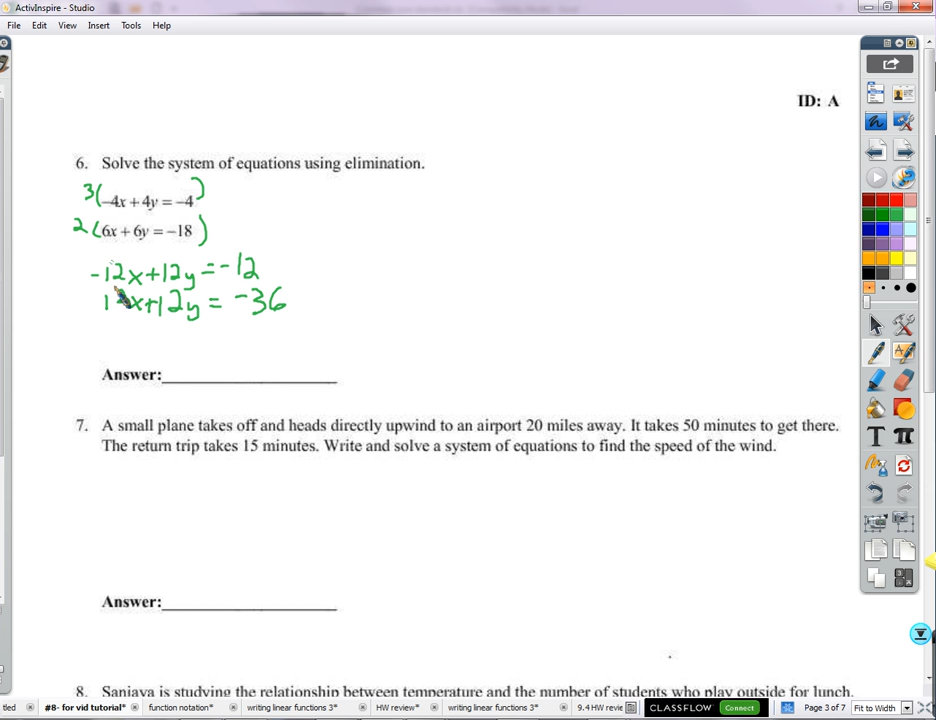 ActivInspire - Studio
File Edit View Insert Tools Help
ID: A
6. Solve the system of equations using elimination.
3(-4x + 4y = -4)
2(6x + 6y = -18)
-12x+12y=-12
12x+12y = -36
Answer:
7. A small plane takes off and heads directly upwind to an airport 20 miles away. It takes 50 minutes to get there.
The return trip takes 15 minutes. Write and solve a system of equations to find the speed of the wind.
Answer:
8. Sanjaya is studying the relationship between temperature and the number of students who play outside for lunch.
tled #8- for vid tutorial* function notation* writing linear functions 3* HW review* writing linear functions 3* 9.4 HW revie CLASSFLOW Connect Page 3 of 7 Fit to Width